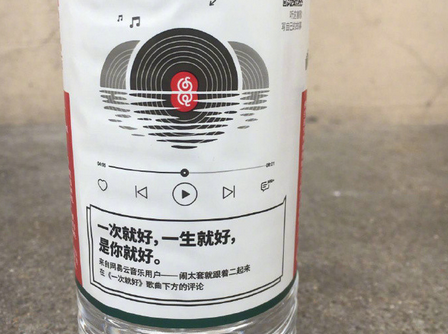 一次就好,一生就好,
是你就好。
来自网易云音乐用户——闹太套就跟着二起来
在《一次就好》歌曲下方的评论